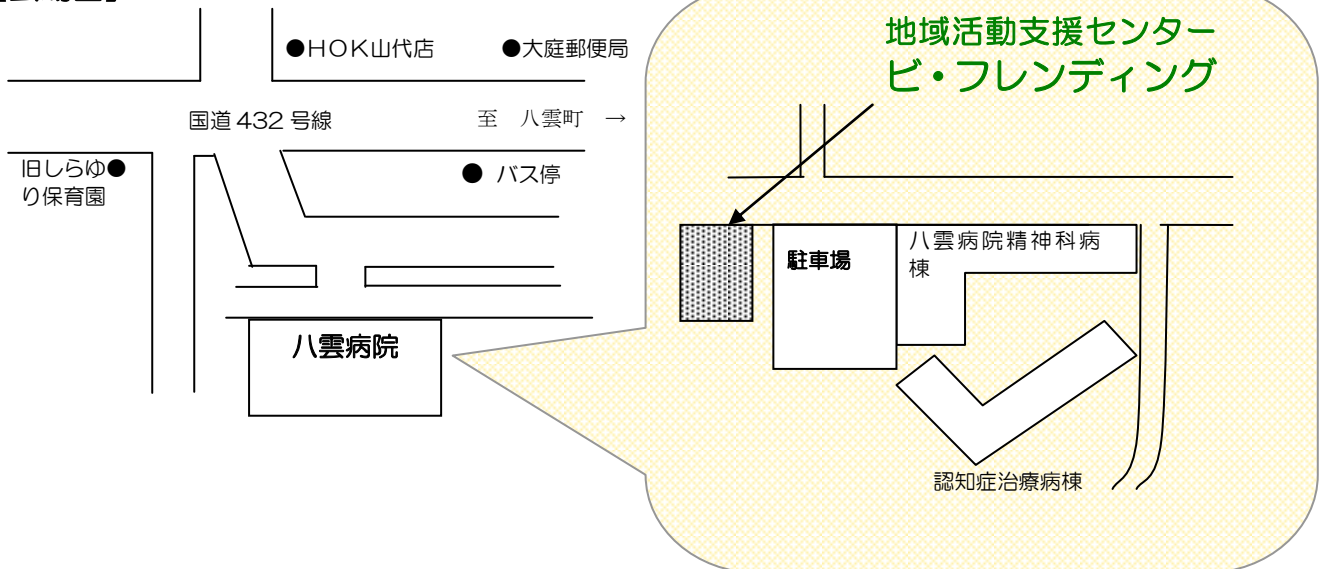 ●HOK山代店
●大庭郵便局
国道432号線
至 八雲町 →
旧しらゆ●
り保育園
● バス停
八雲病院
地域活動支援センター
ビ・フレンディング
駐車場
八雲病院精神科病
棟
認知症治療病棟